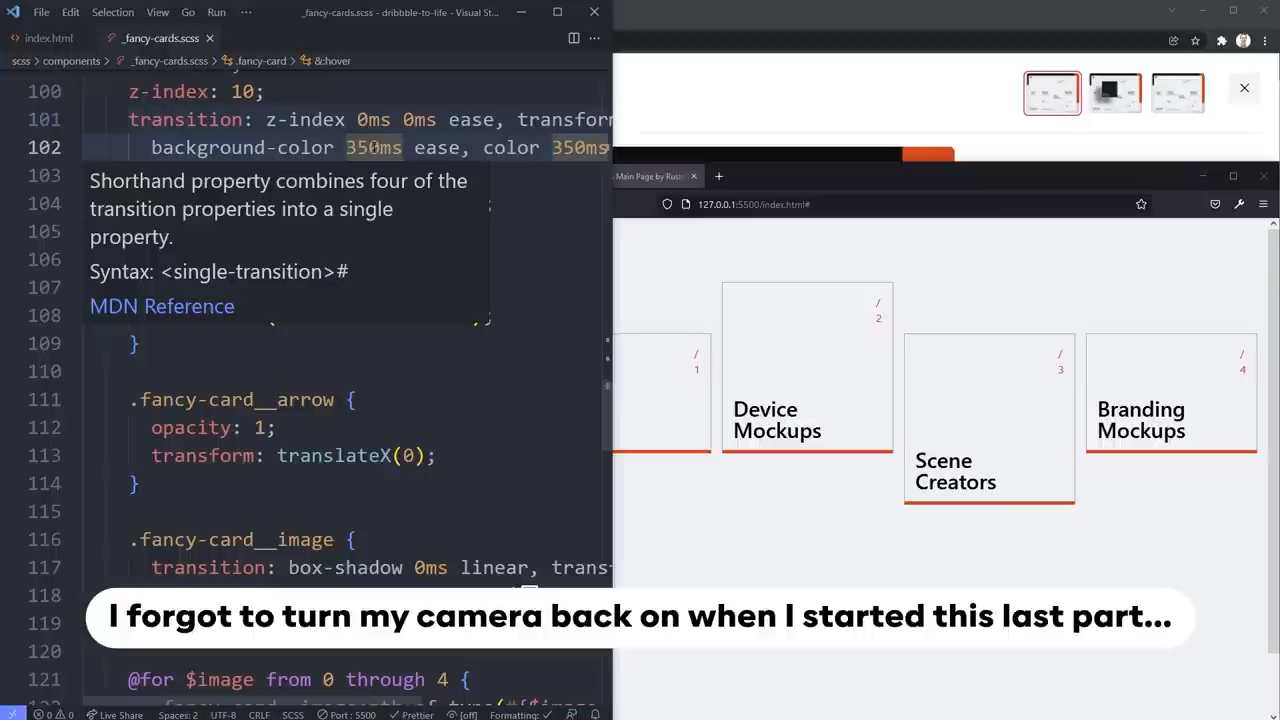 File Edit Selection View Go Run ··· _fancy-cards.scss - dribbble-to-life - Visual St...
index.html _fancy-cards.scss
scss > components > _fancy-cards.scss > .fancy-card > &:hover
100 z-index: 10;
101 transition: z-index 0ms 0ms ease, transform
102 background-color 350ms ease, color 350ms
103
104
105
106
107
108
Shorthand property combines four of the
transition properties into a single
property.
Syntax: <single-transition>#
MDN Reference
109 }
110
111 .fancy-card__arrow {
112 opacity: 1;
113 transform: translateX(0);
114 }
115
116 .fancy-card__image {
117 transition: box-shadow 0ms linear, trans
118
119
120
121 @for $image from 0 through 4 {
I forgot to turn my camera back on when I started this last part...
0 0 Live Share Spaces: 2 UTF-8 CRLF SCSS Port : 5500 Prettier [off] Formatting:
Main Page by Rusl
127.0.0.1:5500/index.html#
/
1
/
2
Device
Mockups
/
3
Scene
Creators
/
4
Branding
Mockups